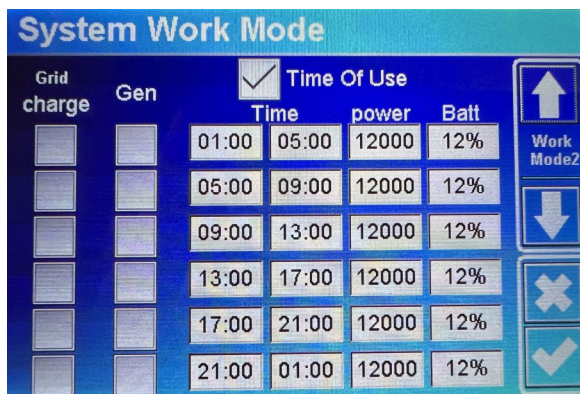 System Work Mode
Grid charge
Gen
Time Of Use
Time power Batt
01:00 05:00 12000 12%
05:00 09:00 12000 12%
09:00 13:00 12000 12%
13:00 17:00 12000 12%
17:00 21:00 12000 12%
21:00 01:00 12000 12%
Work
Mode2